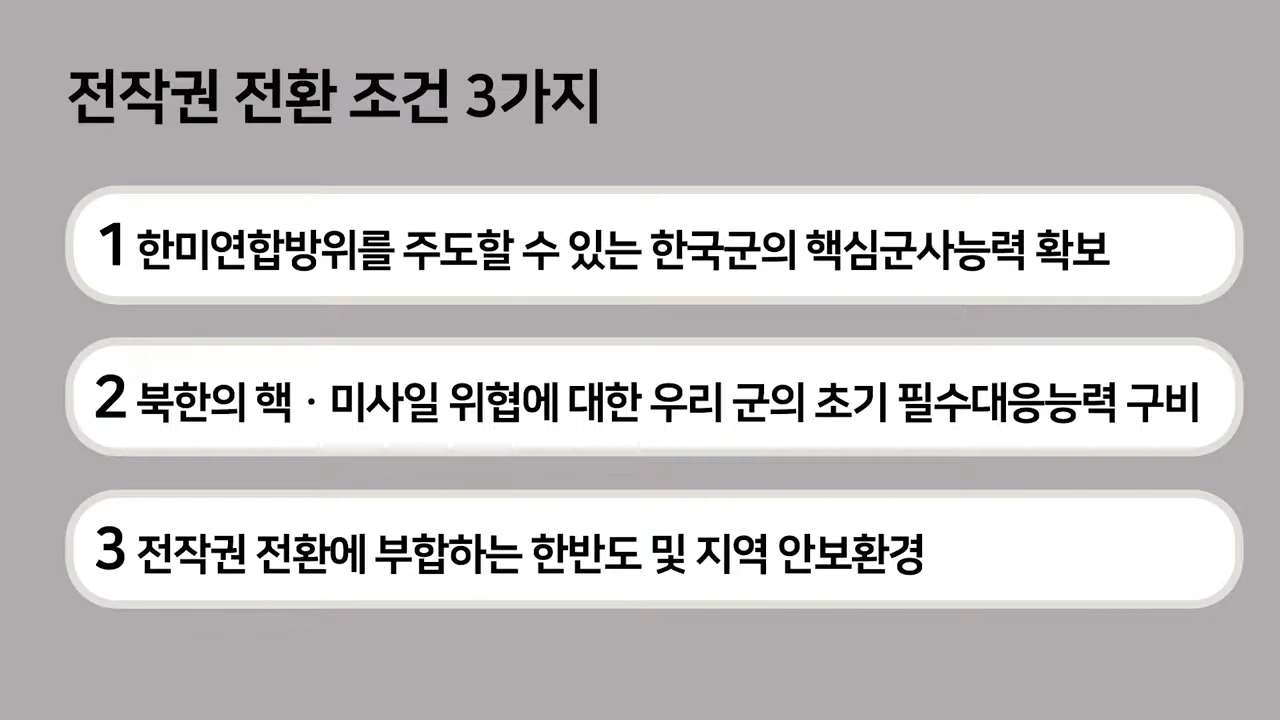 전작권 전환 조건 3가지
1 한미연합방위를 주도할 수 있는 한국군의 핵심군사능력 확보
2 북한의 핵 · 미사일 위협에 대한 우리 군의 초기 필수대응능력 구비
3 전작권 전환에 부합하는 한반도 및 지역 안보환경